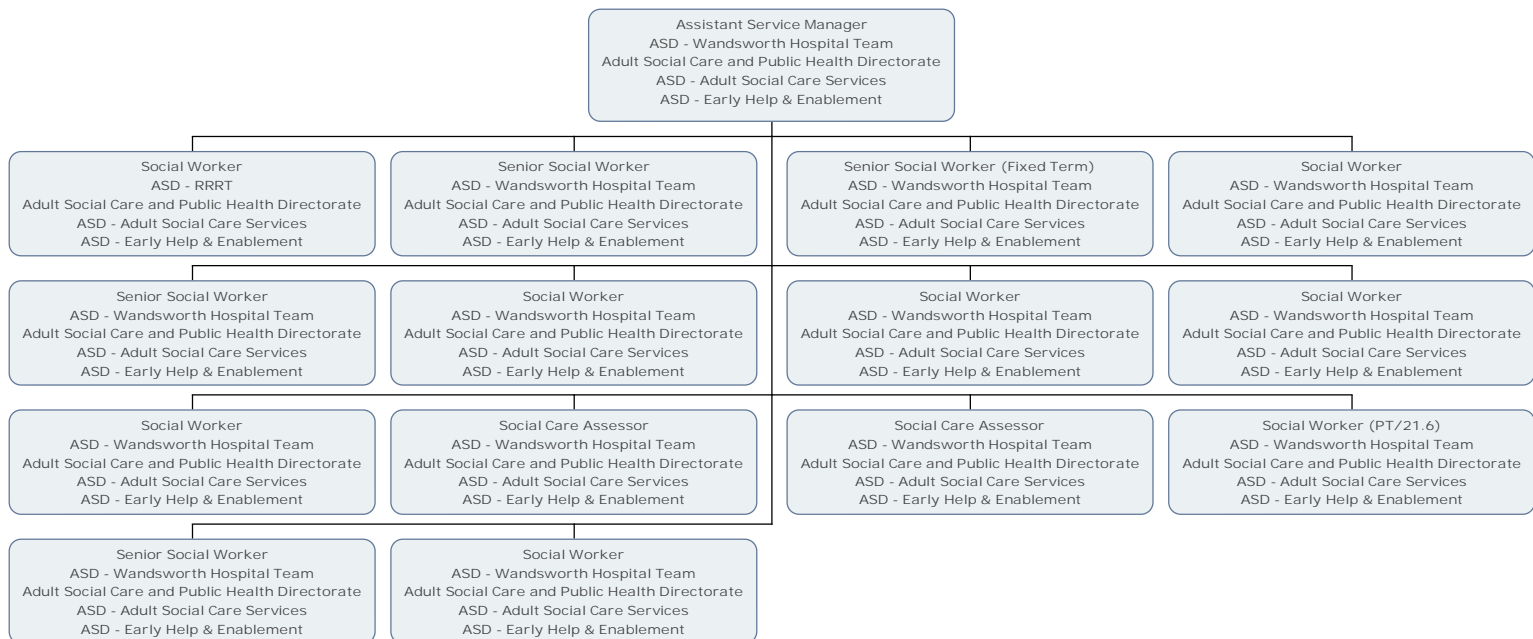 Assistant Service Manager
ASD - Wandsworth Hospital Team
Adult Social Care and Public Health Directorate
ASD - Adult Social Care Services
ASD - Early Help & Enablement
Social Worker
ASD - RRRT
Adult Social Care and Public Health Directorate
ASD - Adult Social Care Services
ASD - Early Help & Enablement
Senior Social Worker
ASD - Wandsworth Hospital Team
Adult Social Care and Public Health Directorate
ASD - Adult Social Care Services
ASD - Early Help & Enablement
Senior Social Worker (Fixed Term)
ASD - Wandsworth Hospital Team
Adult Social Care and Public Health Directorate
ASD - Adult Social Care Services
ASD - Early Help & Enablement
Social Worker
ASD - Wandsworth Hospital Team
Adult Social Care and Public Health Directorate
ASD - Adult Social Care Services
ASD - Early Help & Enablement
Senior Social Worker
ASD - Wandsworth Hospital Team
Adult Social Care and Public Health Directorate
ASD - Adult Social Care Services
ASD - Early Help & Enablement
Social Worker
ASD - Wandsworth Hospital Team
Adult Social Care and Public Health Directorate
ASD - Adult Social Care Services
ASD - Early Help & Enablement
Social Worker
ASD - Wandsworth Hospital Team
Adult Social Care and Public Health Directorate
ASD - Adult Social Care Services
ASD - Early Help & Enablement
Social Worker
ASD - Wandsworth Hospital Team
Adult Social Care and Public Health Directorate
ASD - Adult Social Care Services
ASD - Early Help & Enablement
Social Worker
ASD - Wandsworth Hospital Team
Adult Social Care and Public Health Directorate
ASD - Adult Social Care Services
ASD - Early Help & Enablement
Social Care Assessor
ASD - Wandsworth Hospital Team
Adult Social Care and Public Health Directorate
ASD - Adult Social Care Services
ASD - Early Help & Enablement
Social Care Assessor
ASD - Wandsworth Hospital Team
Adult Social Care and Public Health Directorate
ASD - Adult Social Care Services
ASD - Early Help & Enablement
Social Worker (PT/21.6)
ASD - Wandsworth Hospital Team
Adult Social Care and Public Health Directorate
ASD - Adult Social Care Services
ASD - Early Help & Enablement
Senior Social Worker
ASD - Wandsworth Hospital Team
Adult Social Care and Public Health Directorate
ASD - Adult Social Care Services
ASD - Early Help & Enablement
Social Worker
ASD - Wandsworth Hospital Team
Adult Social Care and Public Health Directorate
ASD - Adult Social Care Services
ASD - Early Help & Enablement